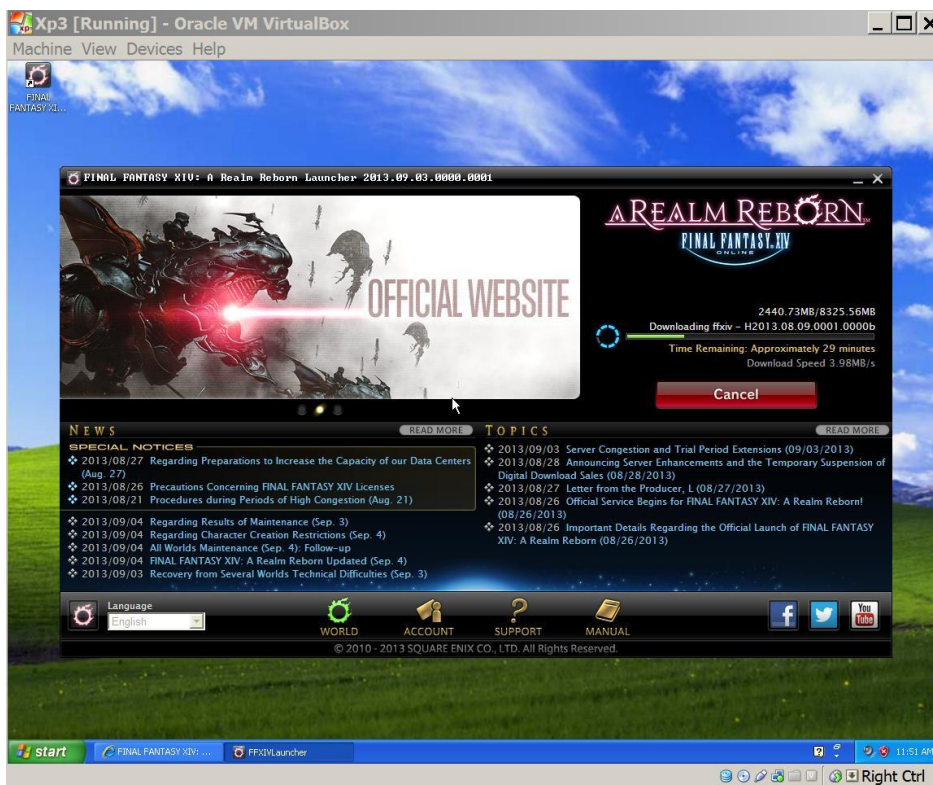 Xp3 [Running] - Oracle VM VirtualBox
Machine View Devices Help
FINAL
FANTASY XI...
FINAL FANTASY XIV: A Realm Reborn Launcher 2013.09.03.0000.0001
OFFICIAL WEBSITE
A REALM REBORN
FINAL FANTASY XIV
ONLINE
2440.73MB/8325.56MB
Downloading ffxiv - H2013.08.09.0001.0000b
Time Remaining: Approximately 29 minutes
Download Speed 3.98MB/s
Cancel
NEWS
READ MORE
SPECIAL NOTICES
2013/08/27 Regarding Preparations to Increase the Capacity of our Data Centers
(Aug. 27)
2013/08/26 Precautions Concerning FINAL FANTASY XIV Licenses
2013/08/21 Procedures during Periods of High Congestion (Aug. 21)
2013/09/04 Regarding Results of Maintenance (Sep. 3)
2013/09/04 Regarding Character Creation Restrictions (Sep. 4)
2013/09/04 All Worlds Maintenance (Sep. 4): Follow-up
2013/09/04 FINAL FANTASY XIV: A Realm Reborn Updated (Sep. 4)
2013/09/03 Recovery from Several Worlds Technical Difficulties (Sep. 3)
TOPICS
READ MORE
2013/09/03 Server Congestion and Trial Period Extensions (09/03/2013)
2013/08/28 Announcing Server Enhancements and the Temporary Suspension of
Digital Download Sales (08/28/2013)
2013/08/27 Letter from the Producer, L (08/27/2013)
2013/08/26 Official Service Begins for FINAL FANTASY XIV: A Realm Reborn!
(08/26/2013)
2013/08/26 Important Details Regarding the Official Launch of FINAL FANTASY
XIV: A Realm Reborn (08/26/2013)
Language
English
WORLD
ACCOUNT
SUPPORT
MANUAL
f
You
Tube
© 2010 - 2013 SQUARE ENIX CO., LTD. All Rights Reserved.
start
FINAL FANTASY XIV: ...
FFXIVLauncher
11:51 AM
Right Ctrl